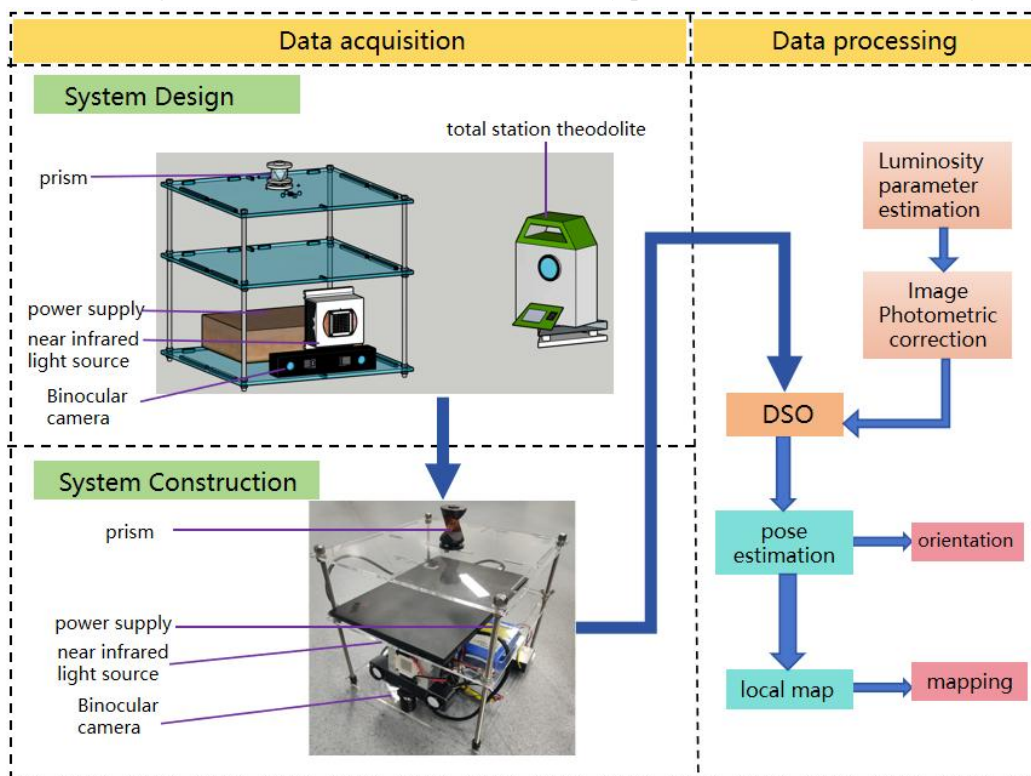 Data acquisition
Data processing
System Design
total station theodolite
prism
power supply
near infrared
light source
Binocular
camera
System Construction
prism
power supply
near infrared
light source
Binocular
camera
Luminosity
parameter
estimation
Image
Photometric
correction
DSO
pose
estimation
orientation
local map
mapping